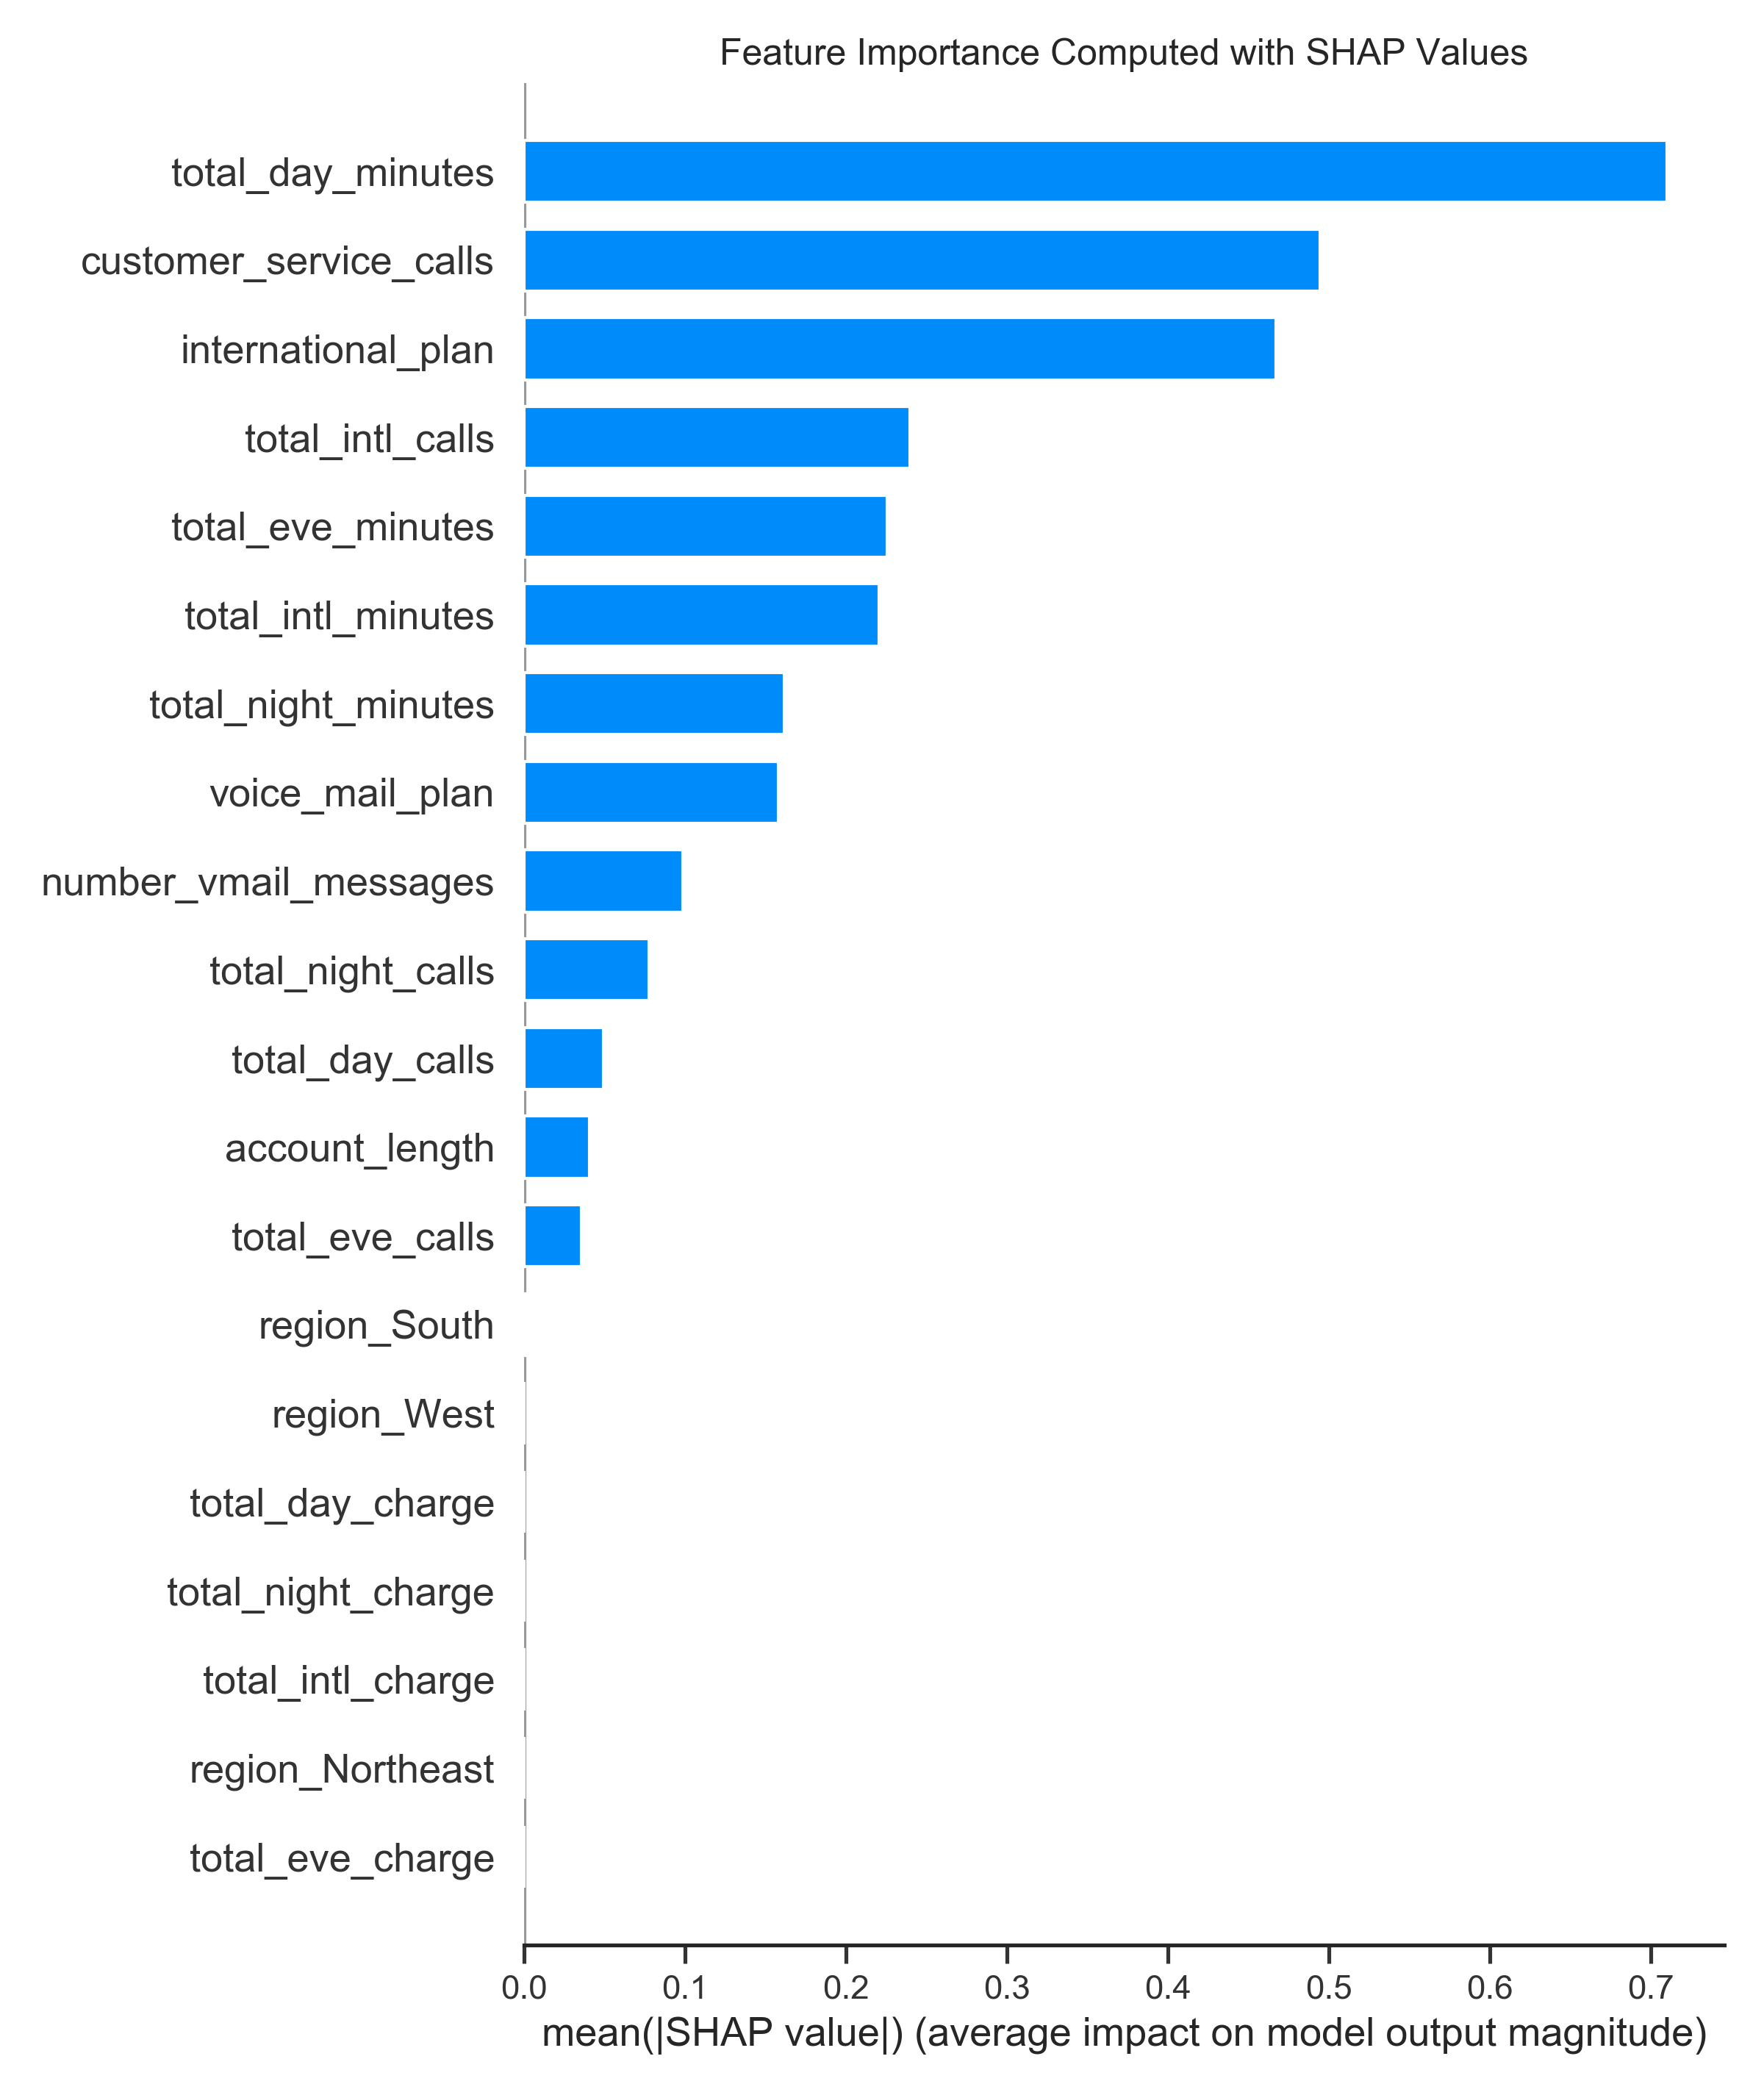 Feature Importance Computed with SHAP Values
total_day_minutes
customer_service_calls
international_plan
total_intl_calls
total_eve_minutes
total_intl_minutes
total_night_minutes
voice_mail_plan
number_vmail_messages
total_night_calls
total_day_calls
account_length
total_eve_calls
region_South
region_West
total_day_charge
total_night_charge
total_intl_charge
region_Northeast
total_eve_charge
0.0 0.1 0.2 0.3 0.4 0.5 0.6 0.7
mean(|SHAP value|) (average impact on model output magnitude)